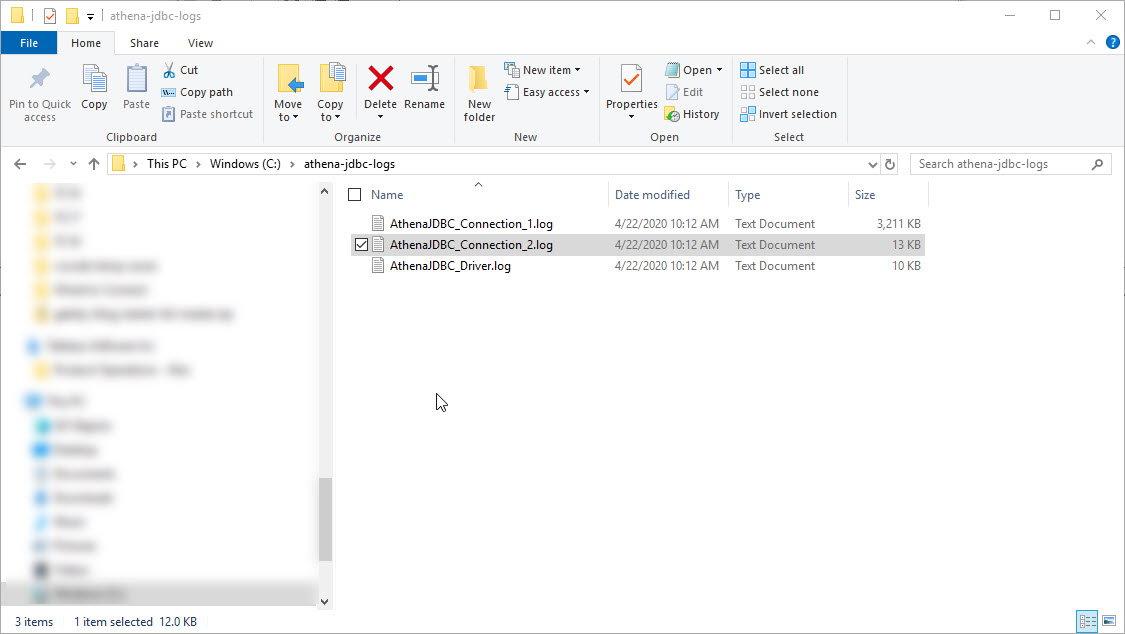 athena-jdbc-logs
File Home Share View
Pin to Quick access
Copy
Paste
Cut
Copy path
Paste shortcut
Clipboard
Move to
Copy to
Delete
Rename
Organize
New folder
New item
Easy access
New
Properties
Open
Edit
History
Open
Select all
Select none
Invert selection
Select
This PC > Windows (C:) > athena-jdbc-logs
Search athena-jdbc-logs
Name Date modified Type Size
AthenaJDBC_Connection_1.log 4/22/2020 10:12 AM Text Document 3,211 KB
AthenaJDBC_Connection_2.log 4/22/2020 10:12 AM Text Document 13 KB
AthenaJDBC_Driver.log 4/22/2020 10:12 AM Text Document 10 KB
3 items 1 item selected 12.0 KB